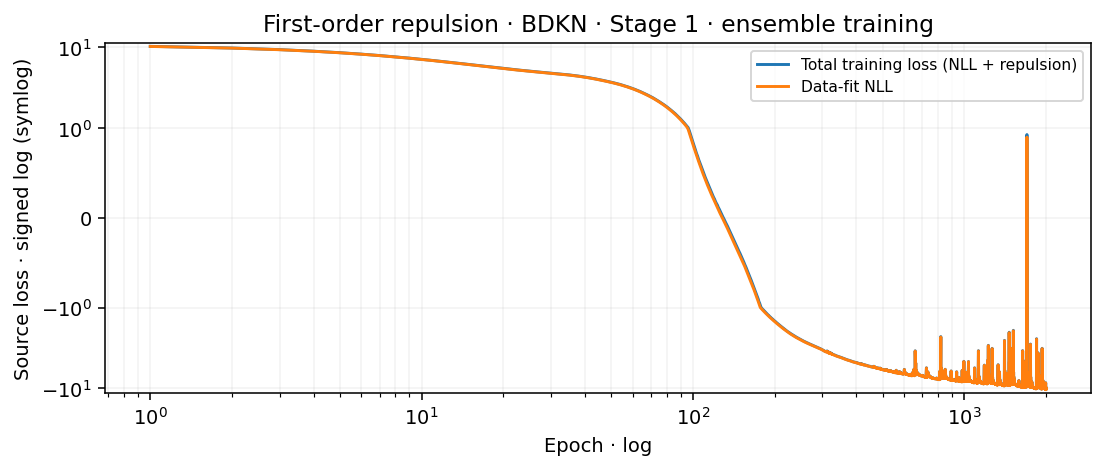 First-order repulsion · BDKN · Stage 1 · ensemble training
Source loss · signed log (symlog)
10¹
10⁰
0
−10⁰
−10¹
Total training loss (NLL + repulsion)
Data-fit NLL
10⁰ 10¹ 10² 10³
Epoch · log